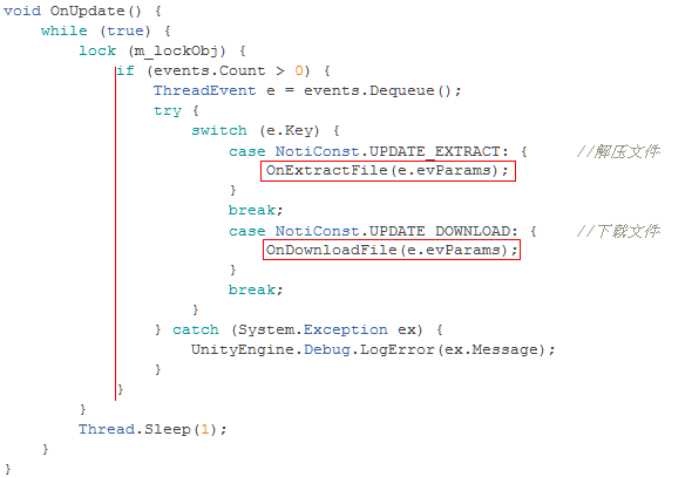 void OnUpdate() {
    while (true) {
        lock (m_lockObj) {
            if (events.Count > 0) {
                ThreadEvent e = events.Dequeue();
                try {
                    switch (e.Key) {
                        case NotiConst.UPDATE_EXTRACT: {     //解压文件
                            OnExtractFile(e.evParams);
                        }
                        break;
                        case NotiConst.UPDATE_DOWNLOAD: {    //下载文件
                            OnDownloadFile(e.evParams);
                        }
                        break;
                    }
                } catch (System.Exception ex) {
                    UnityEngine.Debug.LogError(ex.Message);
                }
            }
        }
        Thread.Sleep(1);
    }
}